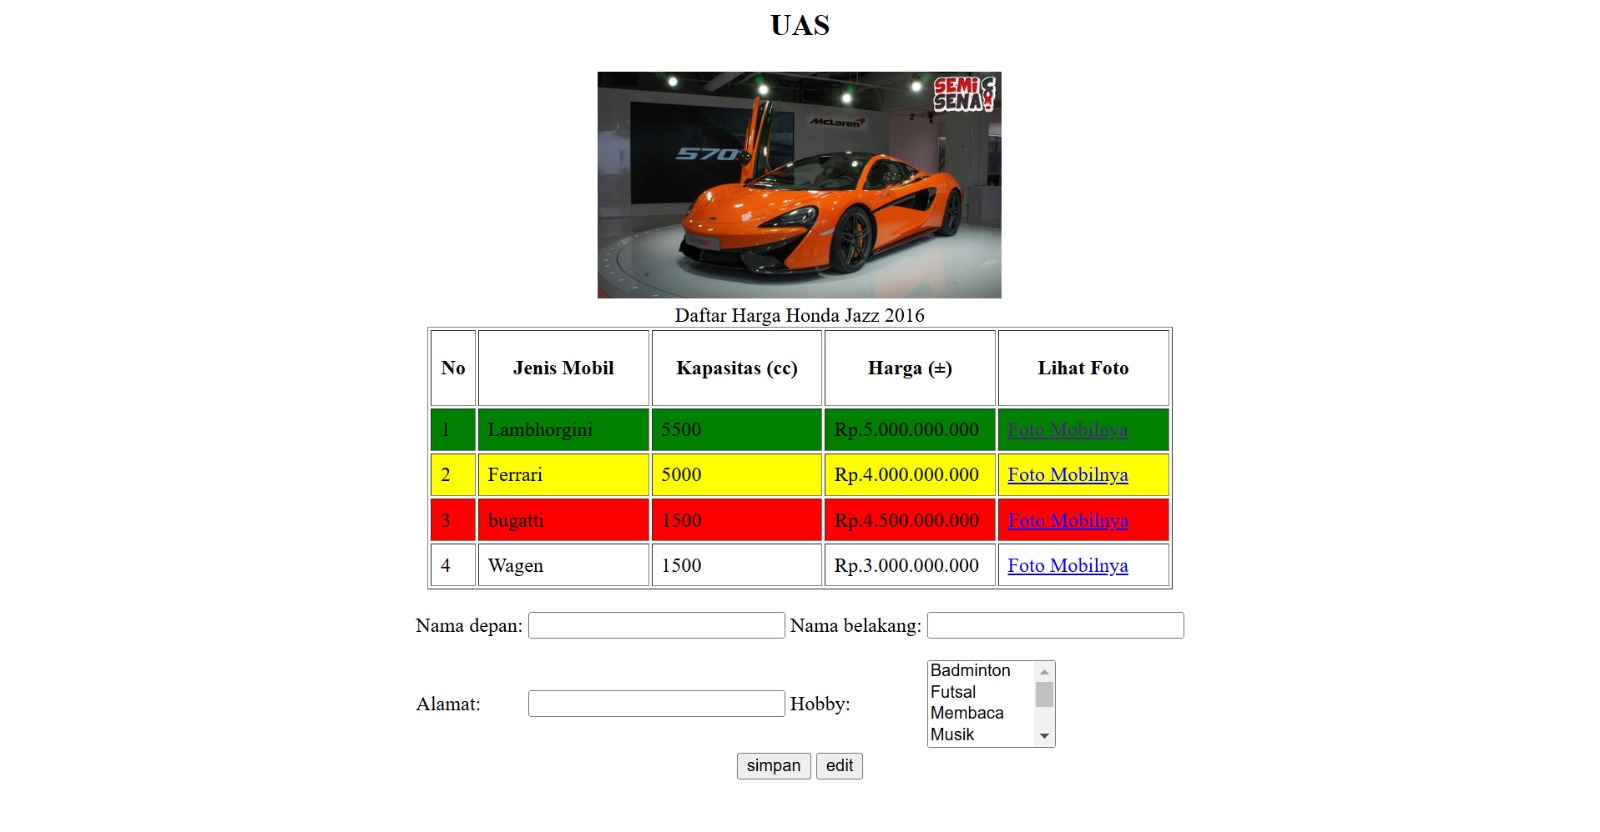 UAS
SEMi
SENA
McLaren
570
Daftar Harga Honda Jazz 2016
No Jenis Mobil Kapasitas (cc) Harga (±) Lihat Foto
1 Lambhorgini 5500 Rp.5.000.000.000 Foto Mobilnya
2 Ferrari 5000 Rp.4.000.000.000 Foto Mobilnya
3 bugatti 1500 Rp.4.500.000.000 Foto Mobilnya
4 Wagen 1500 Rp.3.000.000.000 Foto Mobilnya
Nama depan: Nama belakang:
Alamat: Hobby: Badminton
Futsal
Membaca
Musik
simpan edit